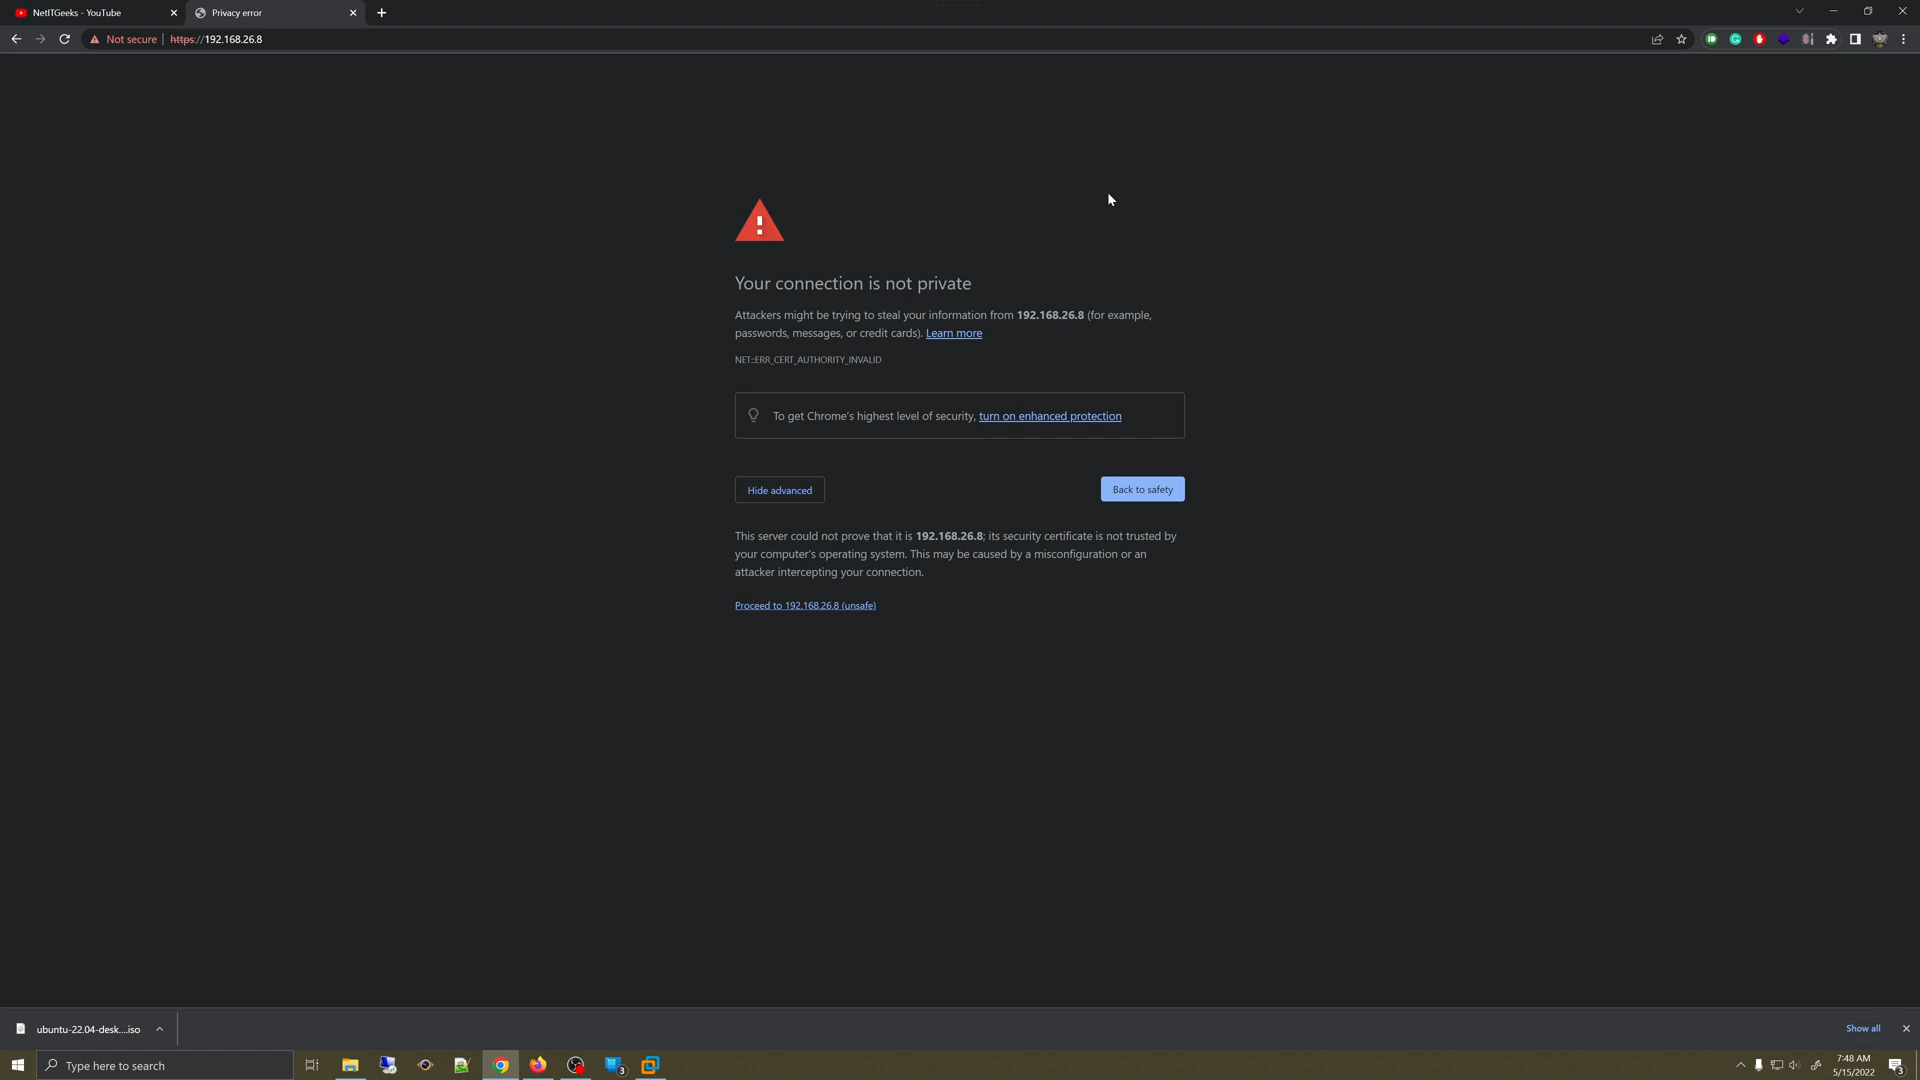 NetITGeeks - YouTube
Privacy error
Not secure
https://192.168.26.8
Your connection is not private
Attackers might be trying to steal your information from 192.168.26.8 (for example,
passwords, messages, or credit cards). Learn more
NET::ERR_CERT_AUTHORITY_INVALID
To get Chrome's highest level of security, turn on enhanced protection
Hide advanced
Back to safety
This server could not prove that it is 192.168.26.8; its security certificate is not trusted by
your computer's operating system. This may be caused by a misconfiguration or an
attacker intercepting your connection.
Proceed to 192.168.26.8 (unsafe)
ubuntu-22.04-desk....iso
Show all
Type here to search
3
7:48 AM
5/15/2022
3